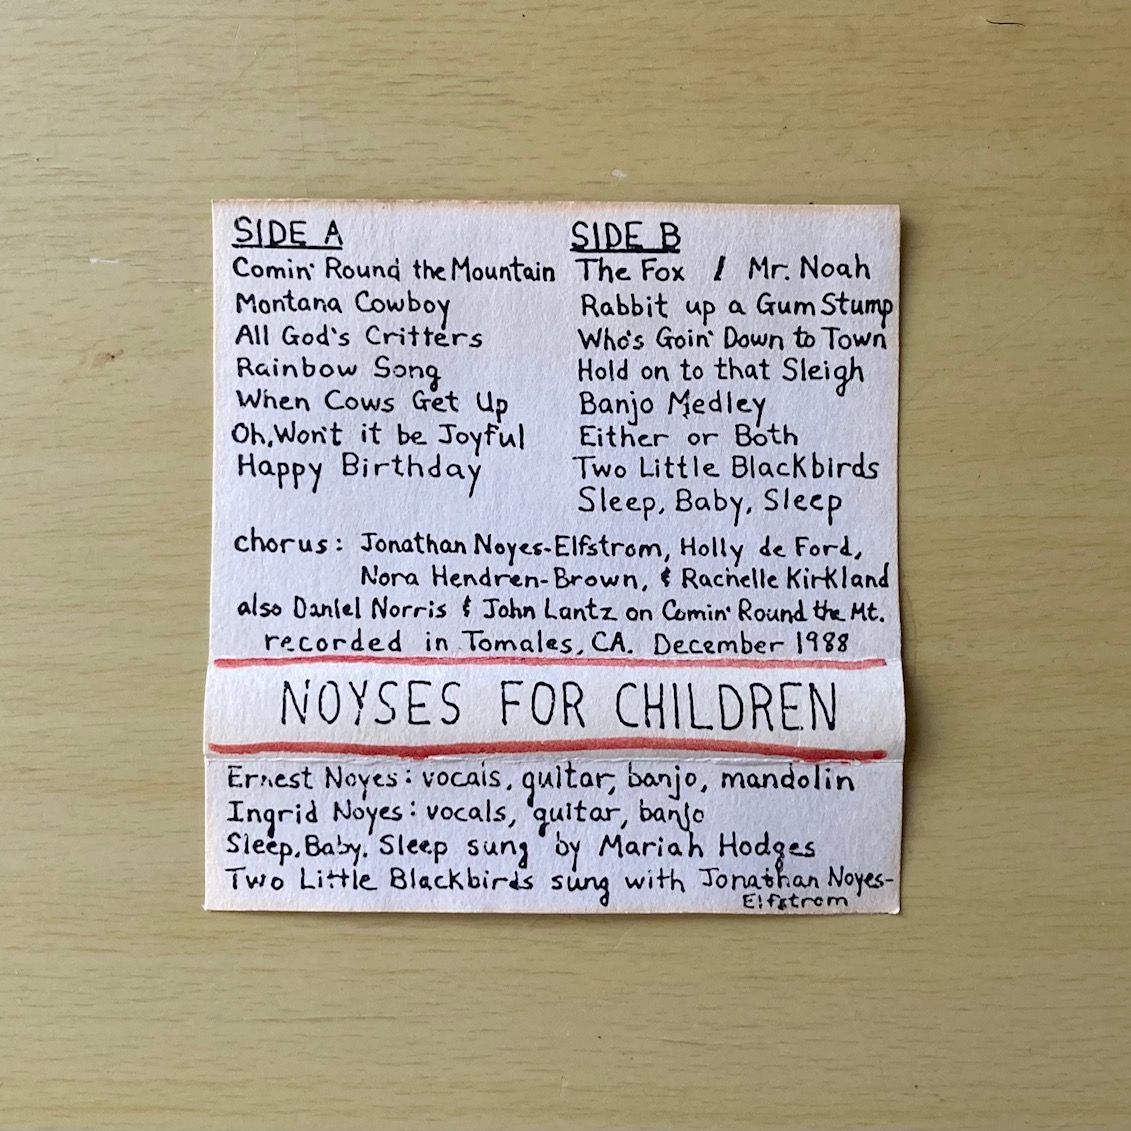 SIDE A
Comin' Round the Mountain
Montana Cowboy
All God's Critters
Rainbow Song
When Cows Get Up
Oh, Won't it be Joyful
Happy Birthday
SIDE B
The Fox / Mr. Noah
Rabbit up a Gum Stump
Who's Goin' Down to Town
Hold on to that Sleigh
Banjo Medley
Either or Both
Two Little Blackbirds
Sleep, Baby, Sleep
chorus: Jonathan Noyes-Elfstrom, Holly de Ford,
Nora Hendren-Brown, & Rachelle Kirkland
also Daniel Norris & John Lantz on Comin' Round the Mt.
recorded in Tomales, CA. December 1988
NOYSES FOR CHILDREN
Ernest Noyes: vocals, guitar, banjo, mandolin
Ingrid Noyes: vocals, guitar, banjo
Sleep, Baby, Sleep sung by Mariah Hodges
Two Little Blackbirds sung with Jonathan Noyes-
Elfstrom